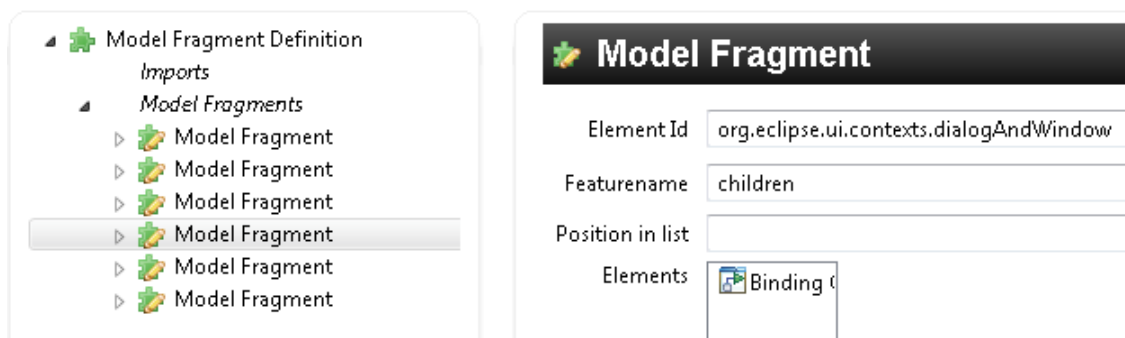 Model Fragment Definition
Imports
Model Fragments
Model Fragment
Model Fragment
Model Fragment
Model Fragment
Model Fragment
Model Fragment
Model Fragment
Element Id org.eclipse.ui.contexts.dialogAndWindow
Featurename children
Position in list
Elements Binding